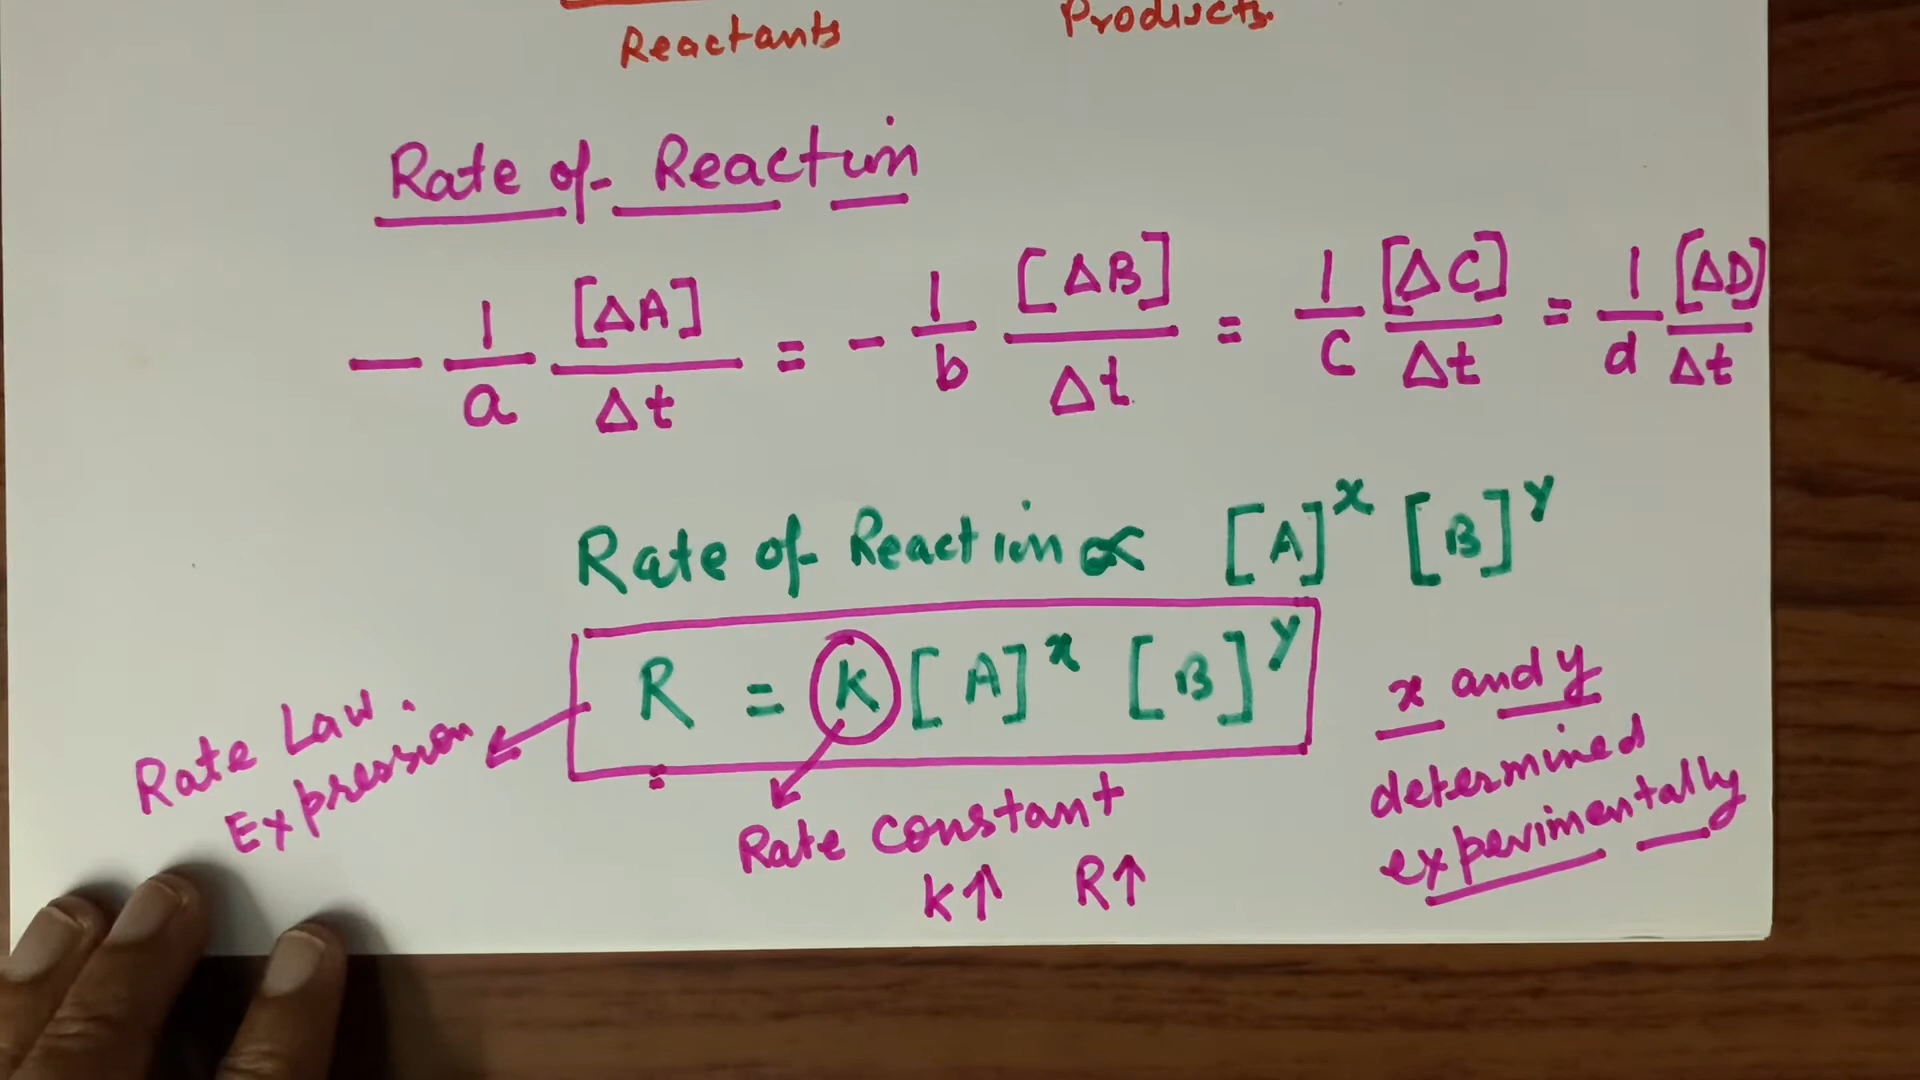 Reactants Products.
Rate of Reaction
- 1/a [ΔA]/Δt = - 1/b [ΔB]/Δt = 1/c [ΔC]/Δt = 1/d [ΔD]/Δt
Rate of Reaction ∝ [A]^x [B]^y
R = k [A]^x [B]^y
Rate Law.
Expression
Rate constant
k↑ R↑
x and y
determined
experimentally